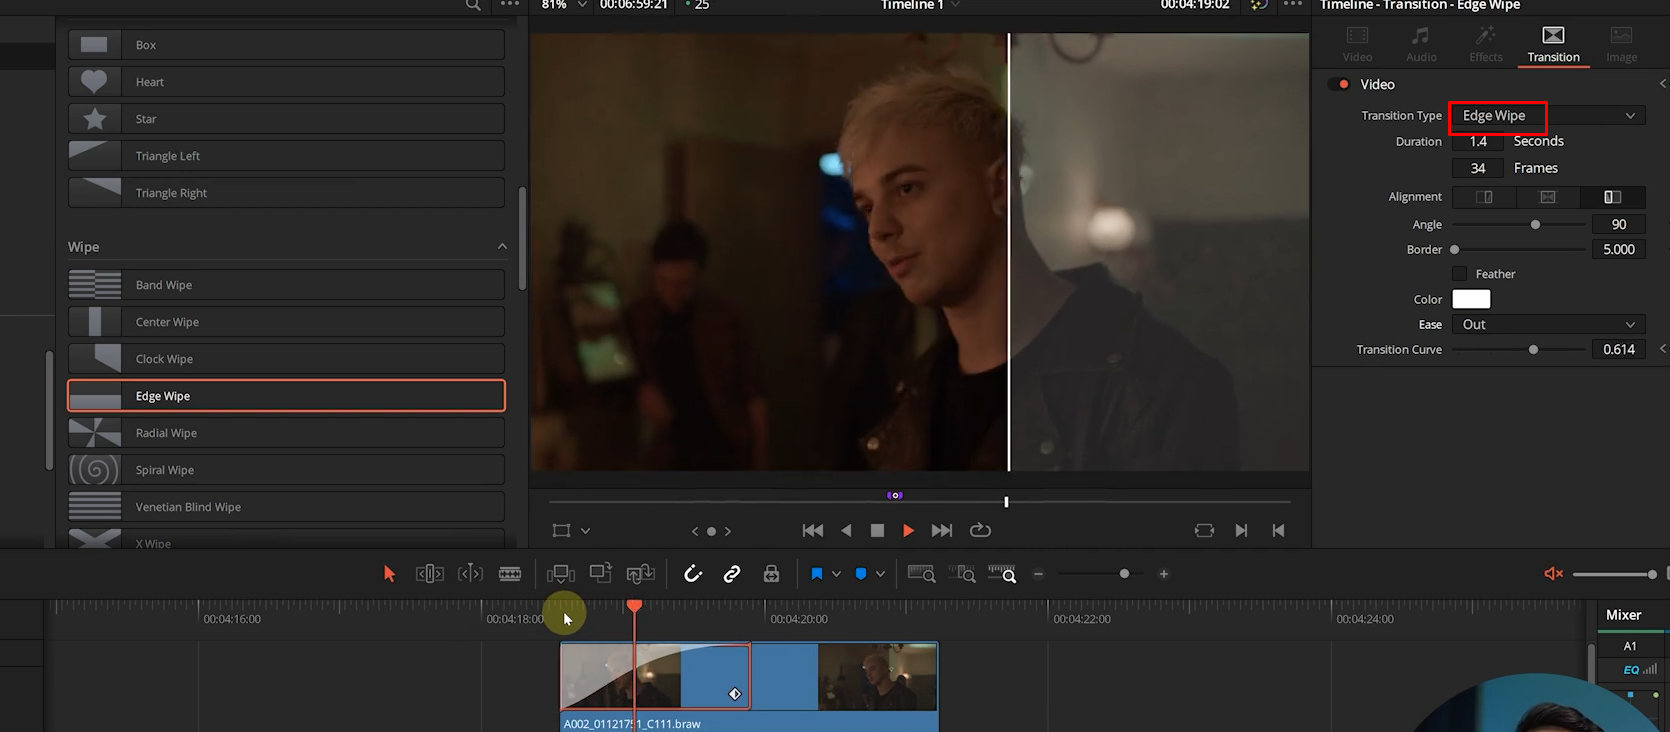 81%
00:06:59:21
25
Timeline 1
00:04:19:02
Timeline - Transition - Edge Wipe
Box
Heart
Star
Triangle Left
Triangle Right
Wipe
Band Wipe
Center Wipe
Clock Wipe
Edge Wipe
Radial Wipe
Spiral Wipe
Venetian Blind Wipe
X Wipe
Video
Audio
Effects
Transition
Image
Video
Transition Type Edge Wipe
Duration 1.4 Seconds
34 Frames
Alignment
Angle 90
Border 5.000
Feather
Color
Ease Out
Transition Curve 0.614
00:04:16:00
00:04:18:00
00:04:20:00
00:04:22:00
00:04:24:00
Mixer
A1
EQ
A002_01121751_C111.braw